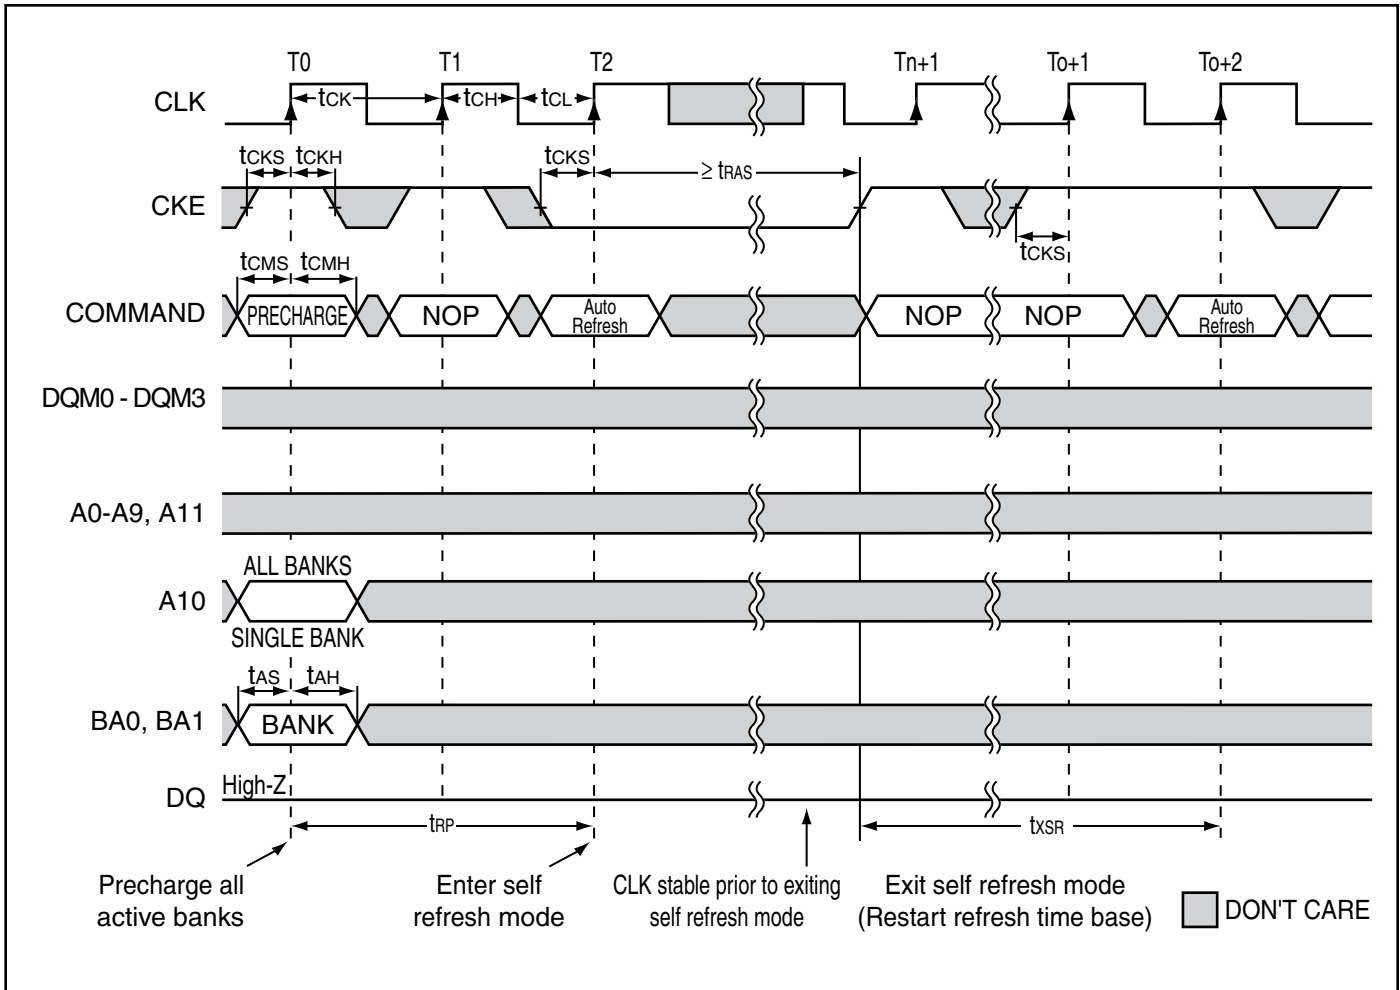 T0 T1 T2 Tn+1 To+1 To+2
CLK tCK tCH tCL
tCKS tCKH tCKS ≥ tRAS
CKE
tCKS
tCMS tCMH
COMMAND PRECHARGE NOP Auto Refresh NOP NOP Auto Refresh
DQM0 - DQM3
A0-A9, A11
ALL BANKS
A10
SINGLE BANK
tAS tAH
BA0, BA1 BANK
DQ High-Z
tRP tXSR
Precharge all
active banks
Enter self
refresh mode
CLK stable prior to exiting
self refresh mode
Exit self refresh mode
(Restart refresh time base)
DON'T CARE